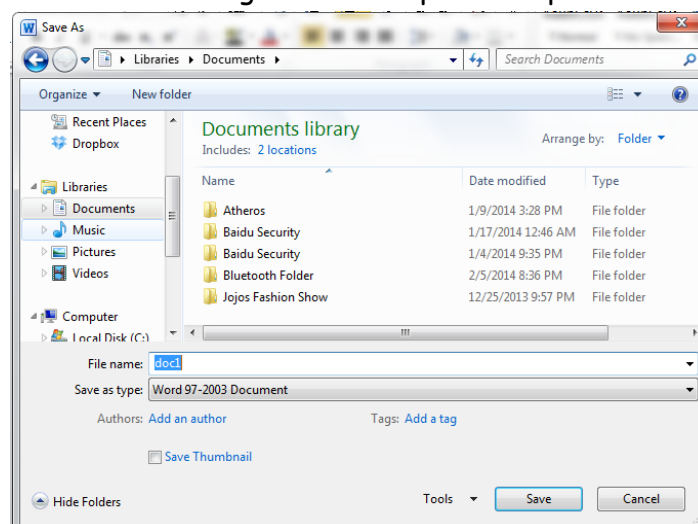 Save As
Libraries Documents
Search Documents
Organize New folder
Recent Places
Dropbox
Libraries
Documents
Music
Pictures
Videos
Computer
Local Disk (C:)
Documents library
Includes: 2 locations
Arrange by: Folder
Name Date modified Type
Atheros 1/9/2014 3:28 PM File folder
Baidu Security 1/17/2014 12:46 AM File folder
Baidu Security 1/4/2014 9:35 PM File folder
Bluetooth Folder 2/5/2014 8:36 PM File folder
Jojos Fashion Show 12/25/2013 9:57 PM File folder
File name: doc1
Save as type: Word 97-2003 Document
Authors: Add an author Tags: Add a tag
Save Thumbnail
Hide Folders Tools Save Cancel